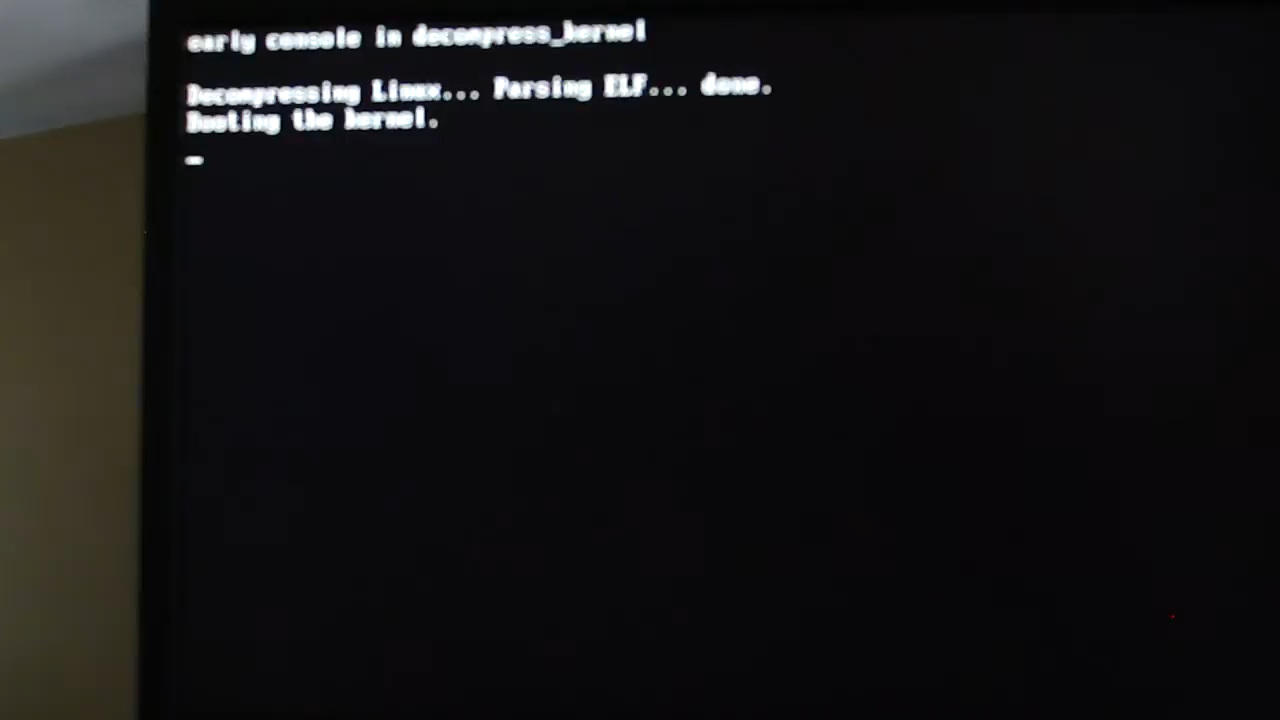 early console in decompress_kernel
Decompressing Linux... Parsing ELF... done.
Booting the kernel.